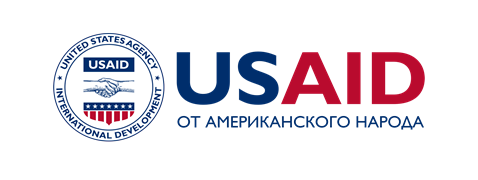 UNITED STATES AGENCY
USAID
INTERNATIONAL DEVELOPMENT
USAID
ОТ АМЕРИКАНСКОГО НАРОДА